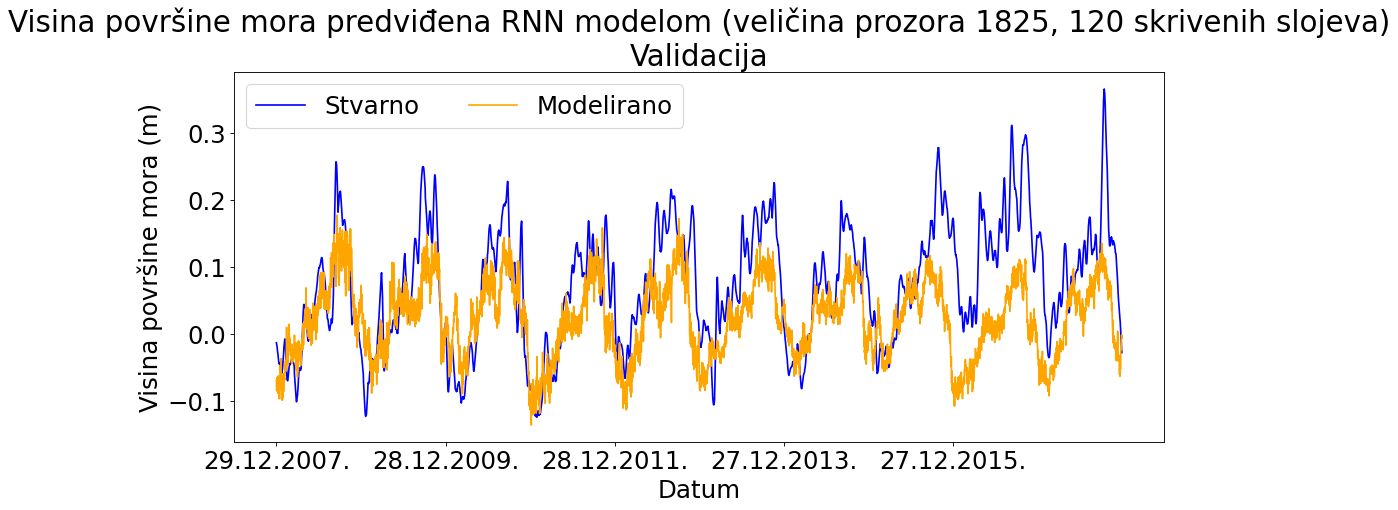 Visina površine mora predviđena RNN modelom (veličina prozora 1825, 120 skrivenih slojeva)
Validacija
Stvarno Modelirano
Visina površine mora (m)
0.3
0.2
0.1
0.0
−0.1
29.12.2007. 28.12.2009. 28.12.2011. 27.12.2013. 27.12.2015.
Datum